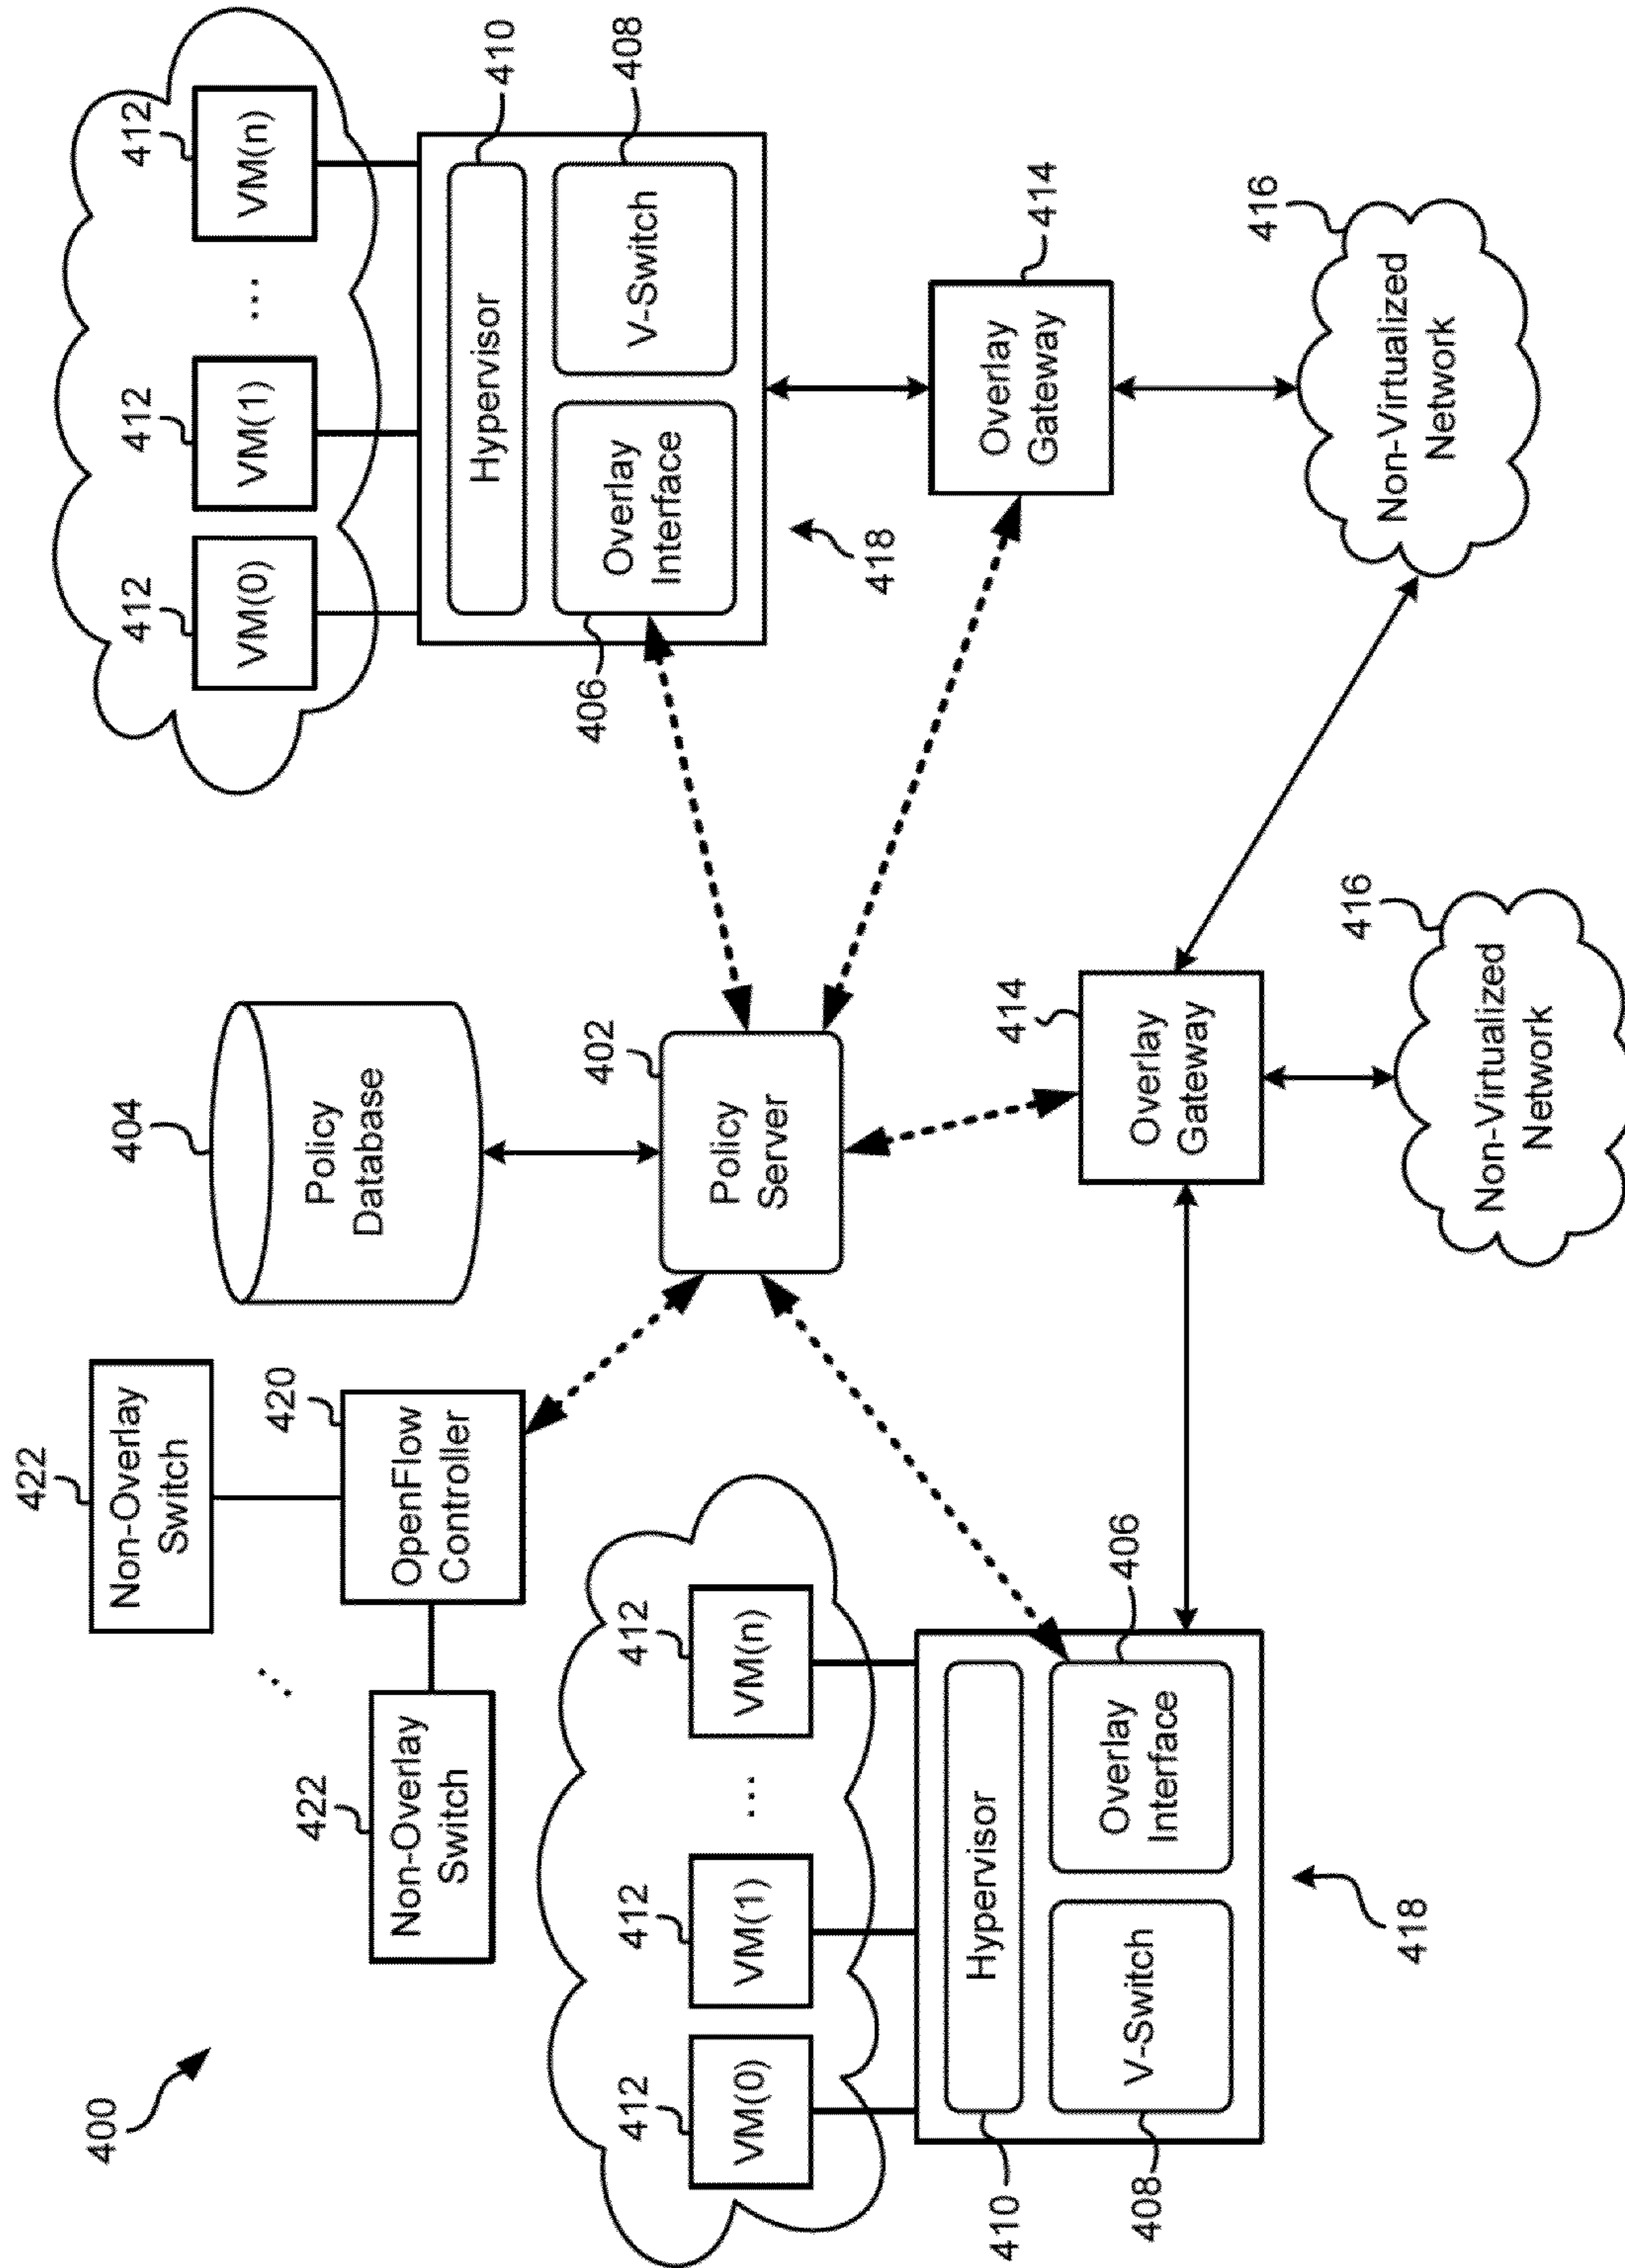 400
422
Non-Overlay
Switch
422
Non-Overlay
Switch
...
420
OpenFlow
Controller
404
Policy
Database
402
Policy
Server
412
VM(0)
412
VM(1)
...
412
VM(n)
410
Hypervisor
408
V-Switch
Overlay
Interface
406
418
412
VM(0)
412
VM(1)
...
412
VM(n)
Hypervisor
410
406
Overlay
Interface
V-Switch
408
418
414
Overlay
Gateway
414
Overlay
Gateway
416
Non-Virtualized
Network
416
Non-Virtualized
Network